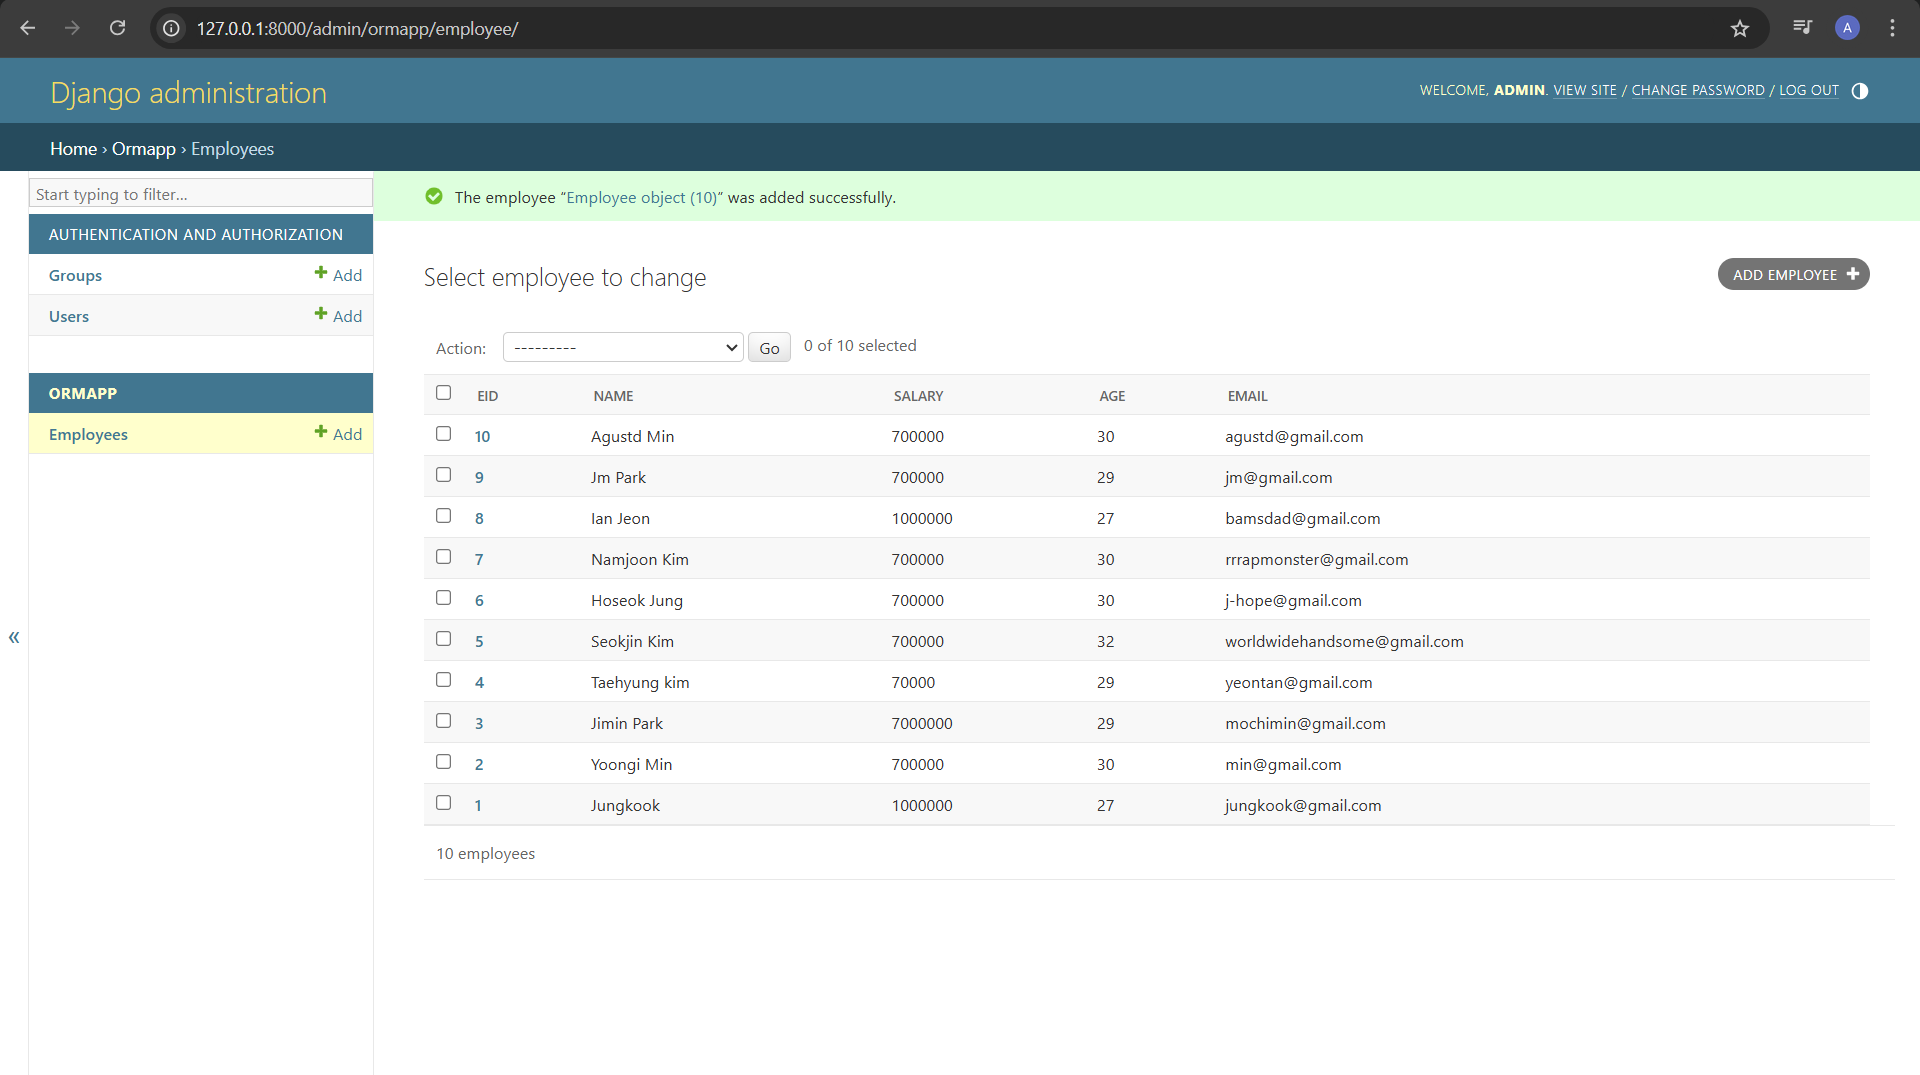 127.0.0.1:8000/admin/ormapp/employee/
A
Django administration
WELCOME, ADMIN. VIEW SITE / CHANGE PASSWORD / LOG OUT
Home › Ormapp › Employees
Start typing to filter...
AUTHENTICATION AND AUTHORIZATION
Groups Add
Users Add
ORMAPP
Employees Add
«
The employee “Employee object (10)” was added successfully.
Select employee to change
ADD EMPLOYEE
Action: --------- Go 0 of 10 selected
EID NAME SALARY AGE EMAIL
10 Agustd Min 700000 30 agustd@gmail.com
9 Jm Park 700000 29 jm@gmail.com
8 Ian Jeon 1000000 27 bamsdad@gmail.com
7 Namjoon Kim 700000 30 rrrapmonster@gmail.com
6 Hoseok Jung 700000 30 j-hope@gmail.com
5 Seokjin Kim 700000 32 worldwidehandsome@gmail.com
4 Taehyung kim 70000 29 yeontan@gmail.com
3 Jimin Park 7000000 29 mochimin@gmail.com
2 Yoongi Min 700000 30 min@gmail.com
1 Jungkook 1000000 27 jungkook@gmail.com
10 employees